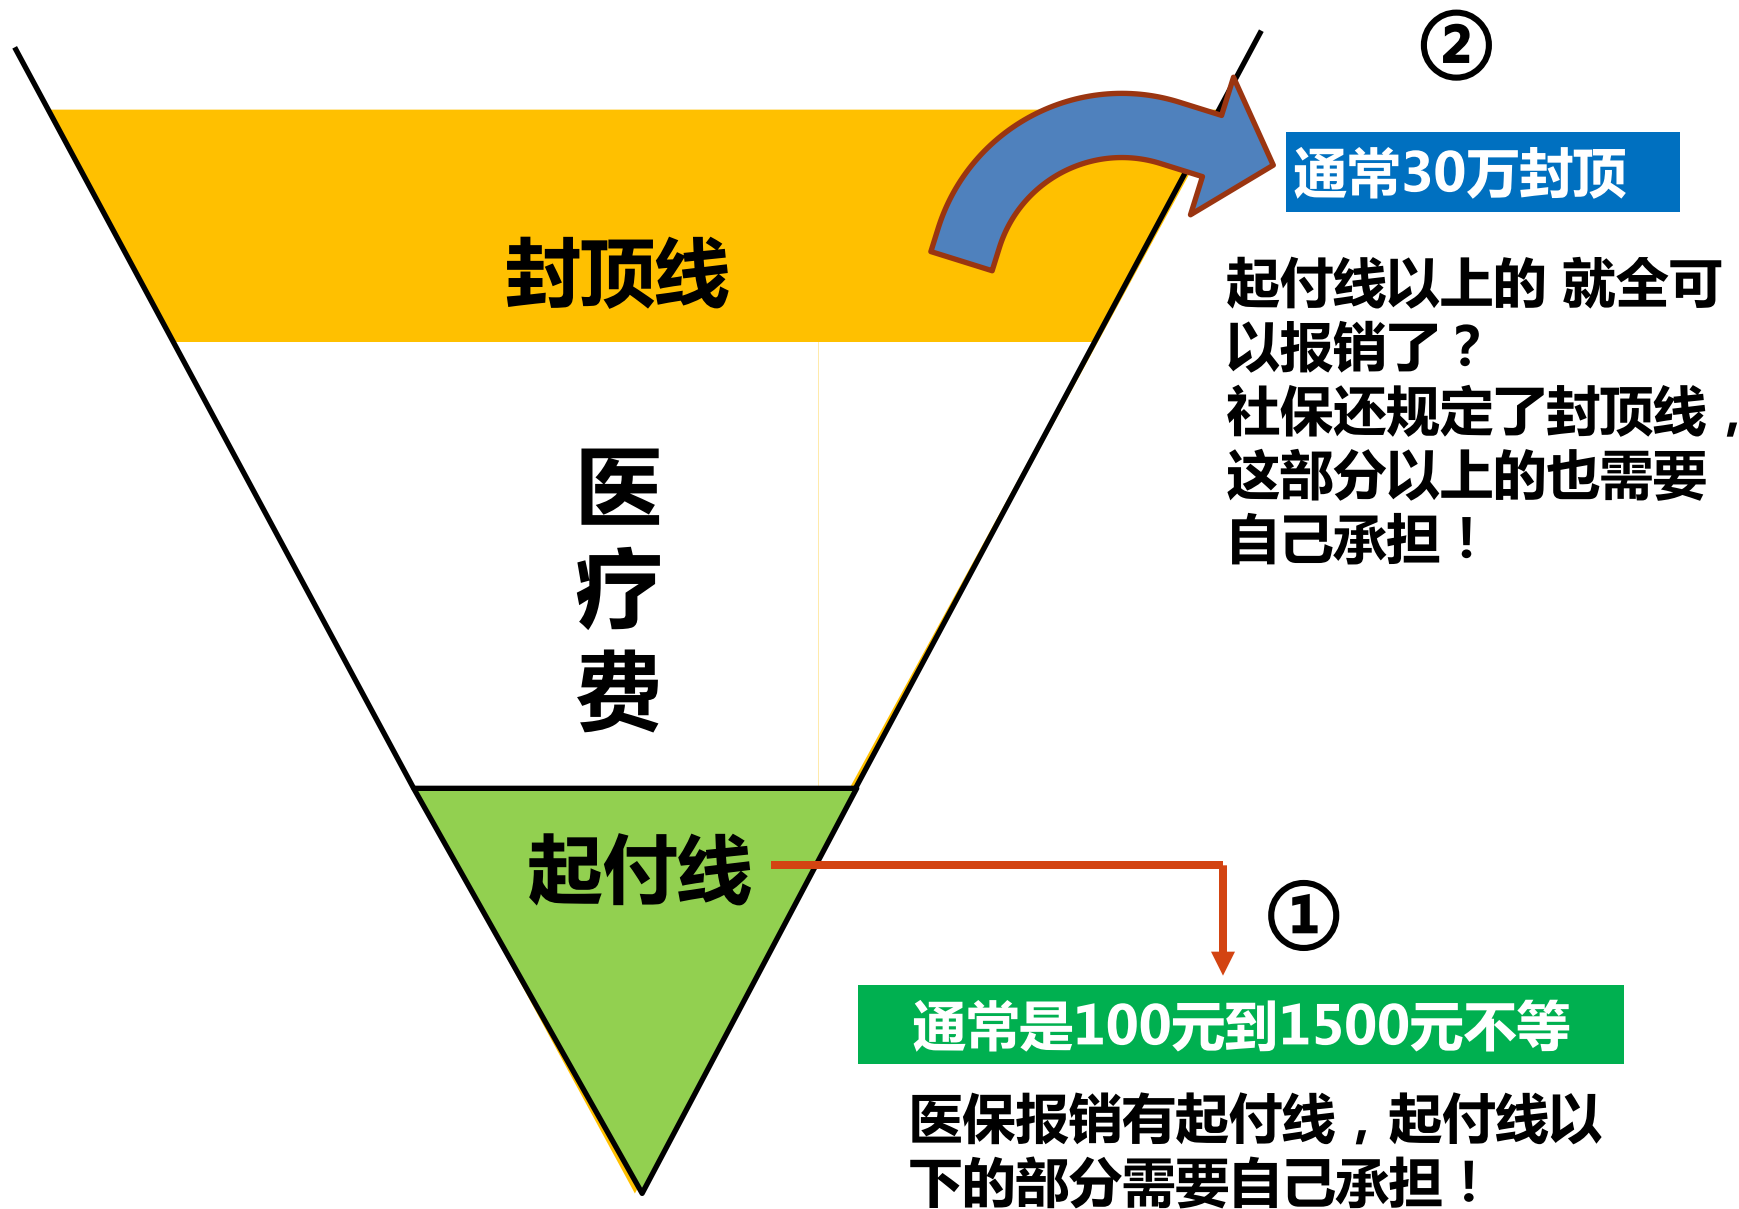 ②
通常30万封顶
封顶线
起付线以上的 就全可
以报销了？
社保还规定了封顶线，
这部分以上的也需要
自己承担！
医
疗
费
起付线
①
通常是100元到1500元不等
医保报销有起付线，起付线以
下的部分需要自己承担！